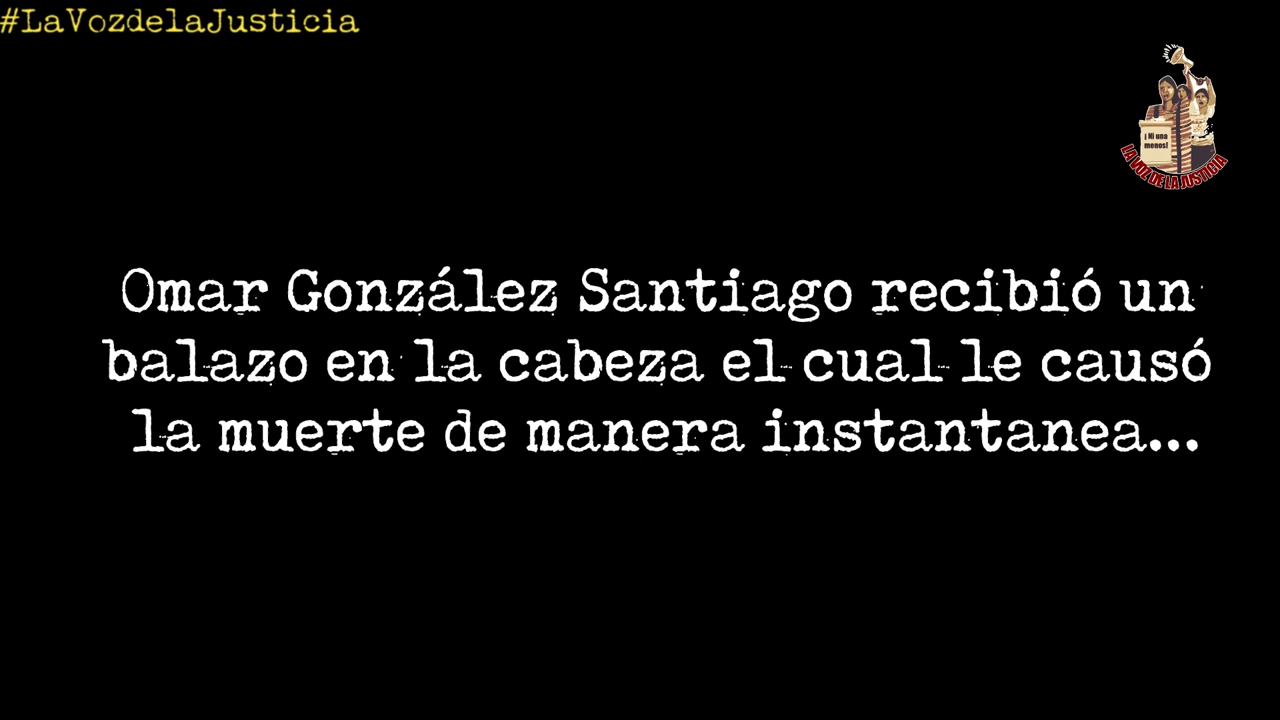 #LaVozdelaJusticia
¡Ni una
menos!
LA VOZ DE LA JUSTICIA
Omar González Santiago recibió un
balazo en la cabeza el cual le causó
la muerte de manera instantanea...